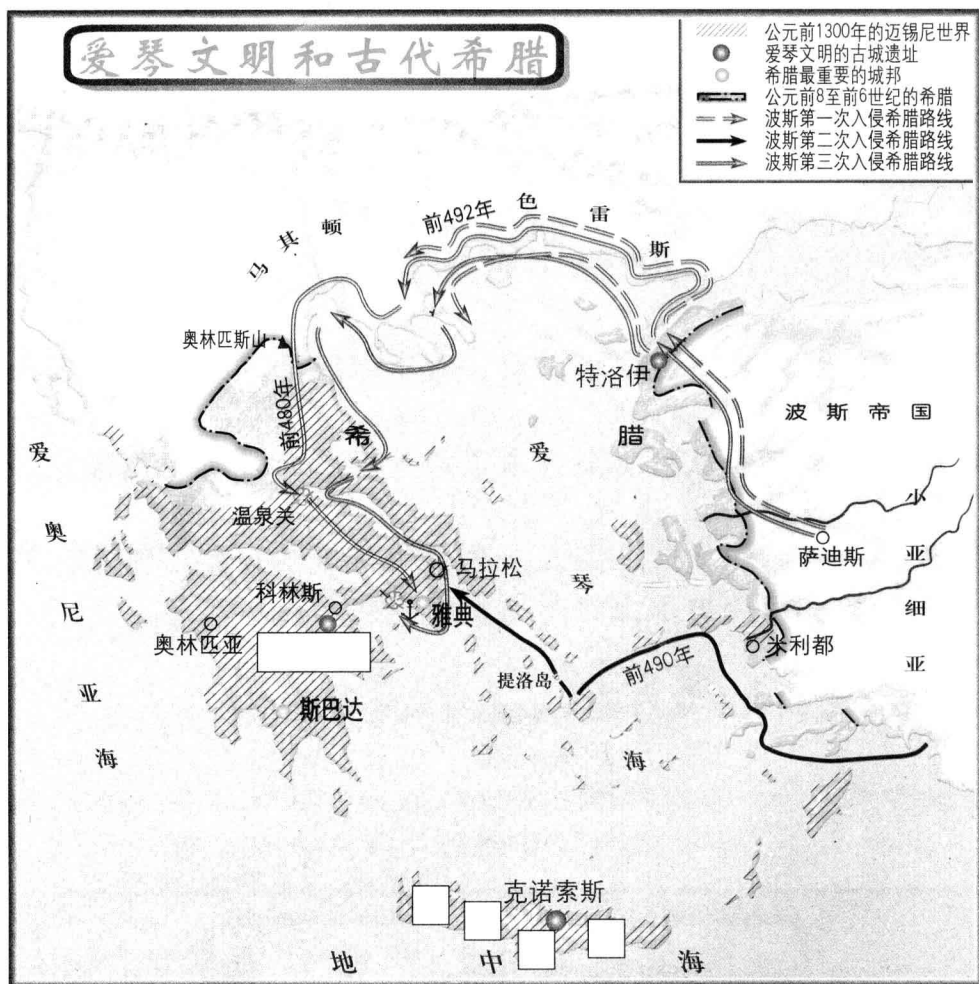 爱琴文明和古代希腊
公元前1300年的迈锡尼世界
爱琴文明的古城遗址
希腊最重要的城邦
公元前8至前6世纪的希腊
波斯第一次入侵希腊路线
波斯第二次入侵希腊路线
波斯第三次入侵希腊路线
色雷斯
前492年
马其顿
奥林匹斯山
特洛伊
前480年
希腊
波斯帝国
爱琴海
爱奥尼亚海
小亚细亚
温泉关
萨迪斯
马拉松
科林斯
雅典
奥林匹亚
米利都
前490年
提洛岛
斯巴达
克诺索斯
地中海